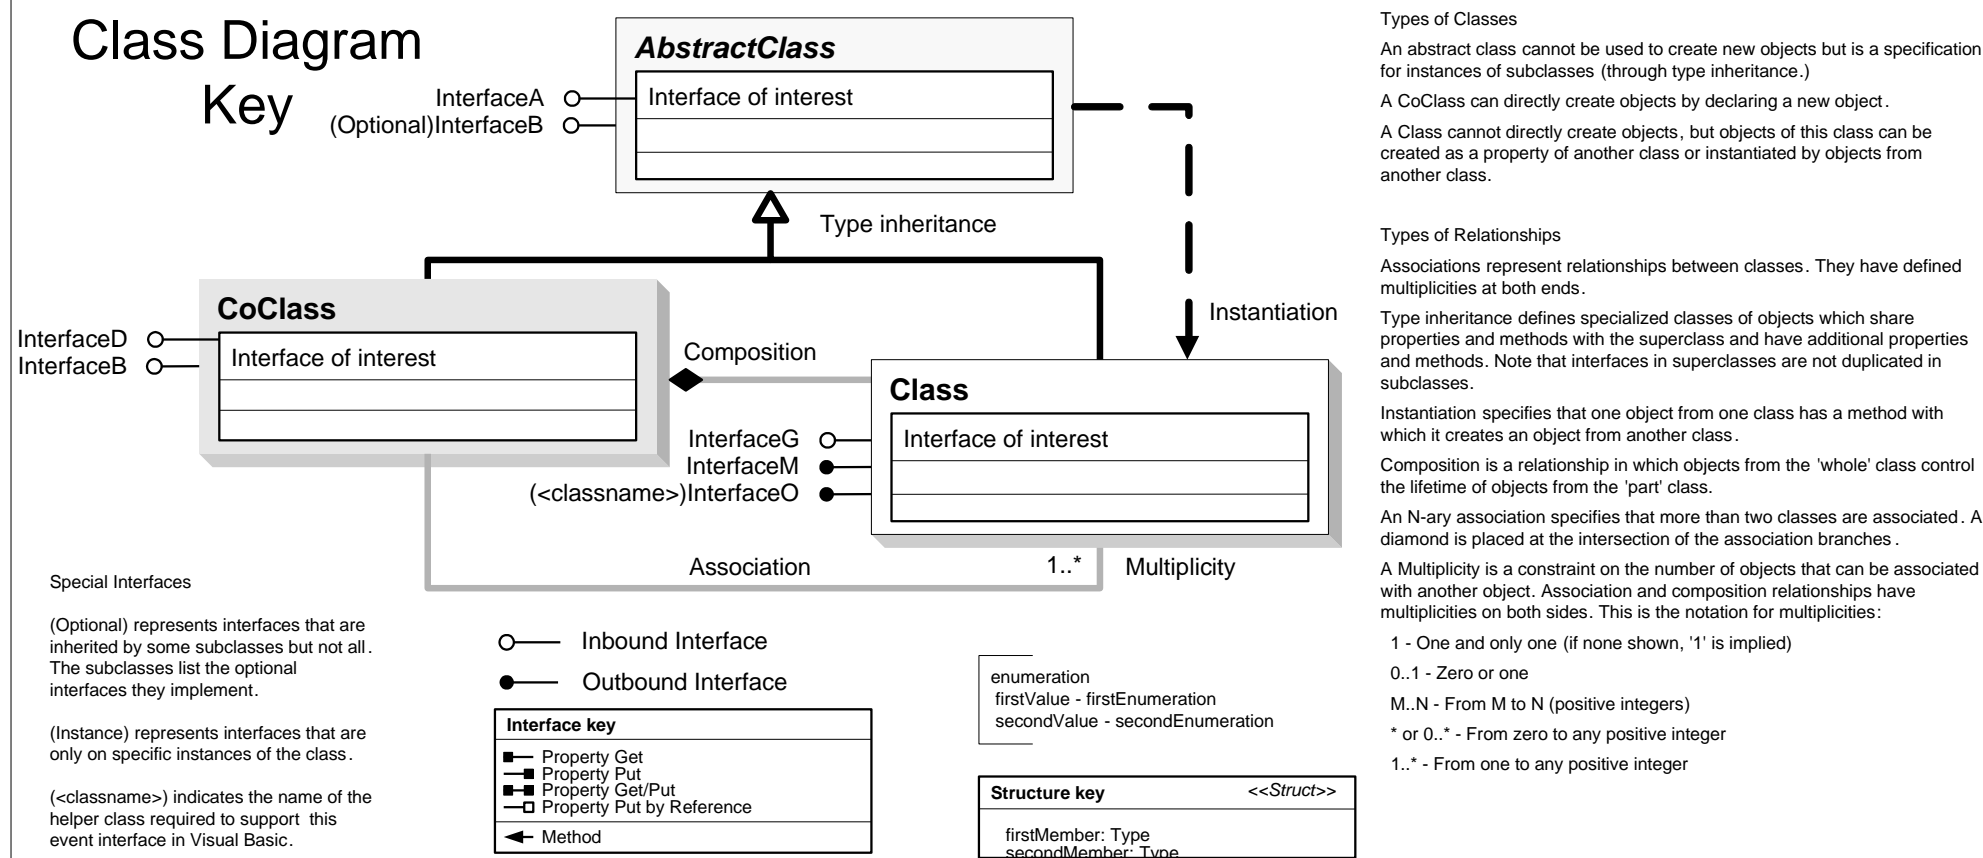 Class Diagram
Key
AbstractClass
Interface of interest
InterfaceA
(Optional)InterfaceB
Type inheritance
Instantiation
CoClass
Interface of interest
InterfaceD
InterfaceB
Composition
Class
Interface of interest
InterfaceG
InterfaceM
(<classname>)InterfaceO
Association
1..*
Multiplicity
Special Interfaces
(Optional) represents interfaces that are
inherited by some subclasses but not all.
The subclasses list the optional
interfaces they implement.
(Instance) represents interfaces that are
only on specific instances of the class.
(<classname>) indicates the name of the
helper class required to support this
event interface in Visual Basic.
Inbound Interface
Outbound Interface
Interface key
Property Get
Property Put
Property Get/Put
Property Put by Reference
Method
enumeration
firstValue - firstEnumeration
secondValue - secondEnumeration
Structure key <<Struct>>
firstMember: Type
secondMember: Type
Types of Classes
An abstract class cannot be used to create new objects but is a specification
for instances of subclasses (through type inheritance.)
A CoClass can directly create objects by declaring a new object.
A Class cannot directly create objects, but objects of this class can be
created as a property of another class or instantiated by objects from
another class.
Types of Relationships
Associations represent relationships between classes. They have defined
multiplicities at both ends.
Type inheritance defines specialized classes of objects which share
properties and methods with the superclass and have additional properties
and methods. Note that interfaces in superclasses are not duplicated in
subclasses.
Instantiation specifies that one object from one class has a method with
which it creates an object from another class.
Composition is a relationship in which objects from the 'whole' class control
the lifetime of objects from the 'part' class.
An N-ary association specifies that more than two classes are associated. A
diamond is placed at the intersection of the association branches.
A Multiplicity is a constraint on the number of objects that can be associated
with another object. Association and composition relationships have
multiplicities on both sides. This is the notation for multiplicities:
1 - One and only one (if none shown, '1' is implied)
0..1 - Zero or one
M..N - From M to N (positive integers)
* or 0..* - From zero to any positive integer
1..* - From one to any positive integer